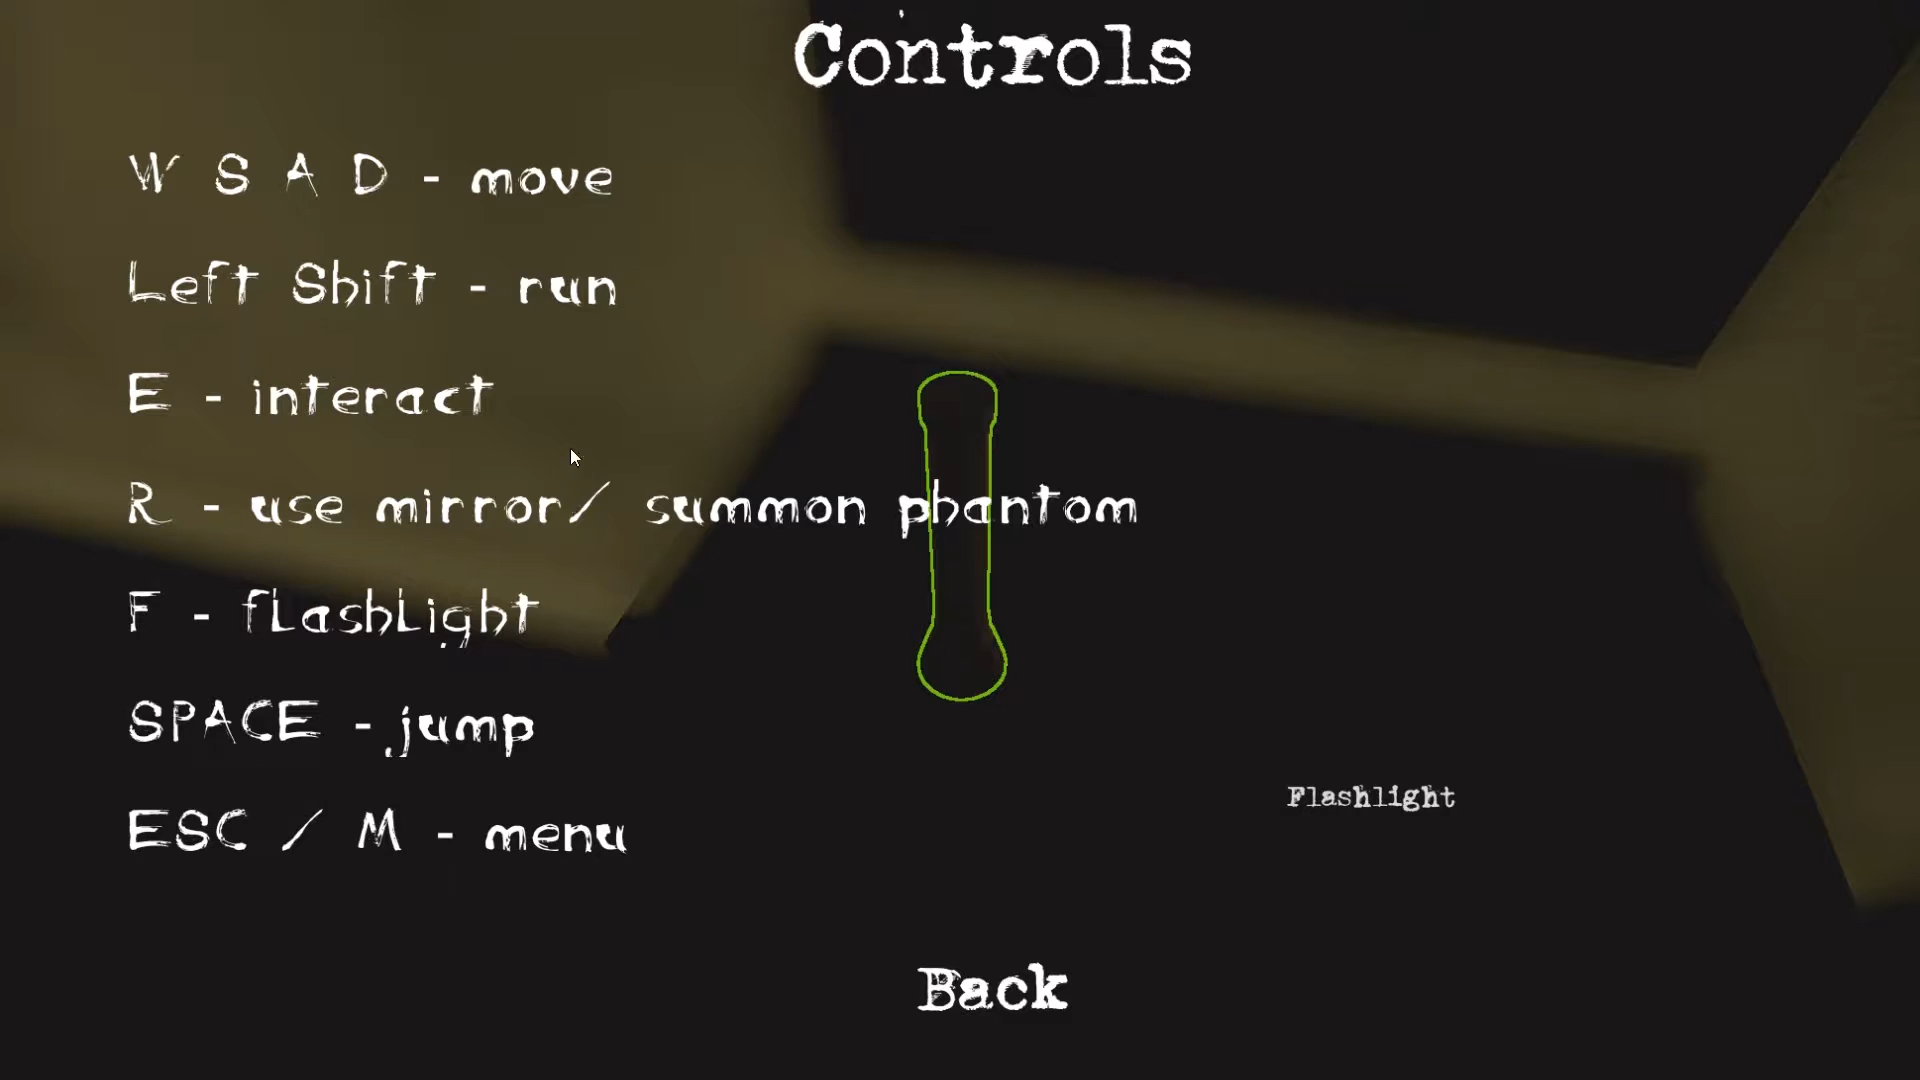 Controls
W S A D - move
Left Shift - run
E - interact
R - use mirror/ summon phantom
F - flashlight
SPACE - jump
Flashlight
ESC / M - menu
Back